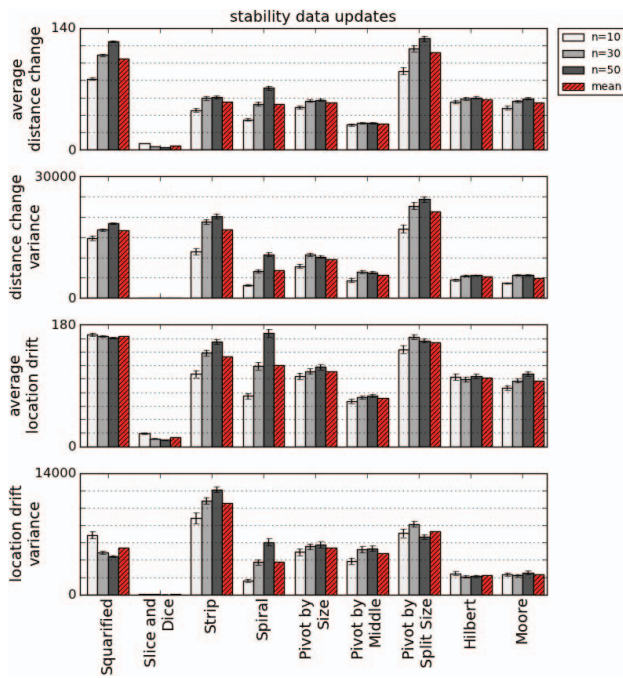 stability data updates
140
0
average
distance change
n=10
n=30
n=50
mean
30000
0
distance change
variance
180
0
average
location drift
14000
0
location drift
variance
Squarified
Slice and
Dice
Strip
Spiral
Pivot by
Size
Pivot by
Middle
Pivot by
Split Size
Hilbert
Moore